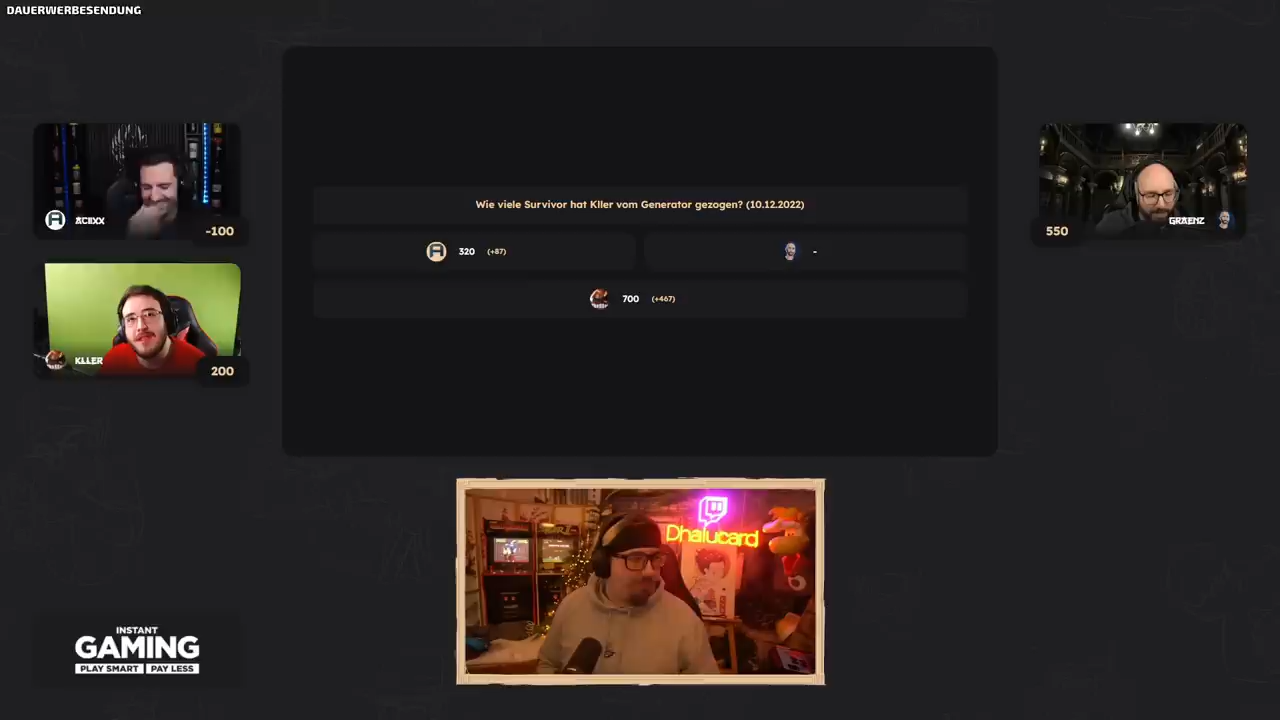 DAUERWERBESENDUNG
Wie viele Survivor hat Kller vom Generator gezogen? (10.12.2022)
320 (+87)
-
700 (+467)
ACIIXX
-100
KLLER
200
GRAENZ
550
Dhalucard
INSTANT
GAMING
PLAY SMART PAY LESS